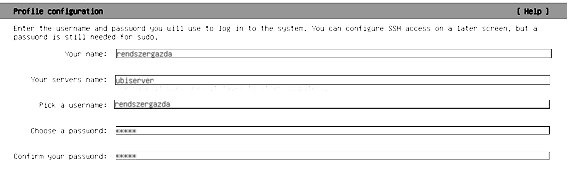 Profile configuration [ Help ]
Enter the username and password you will use to log in to the system. You can configure SSH access on a later screen, but a
password is still needed for sudo.
Your name: rendszergazda
Your servers name: ubiserver
Pick a username: rendszergazda
Choose a password: *****
Confirm your password: *****